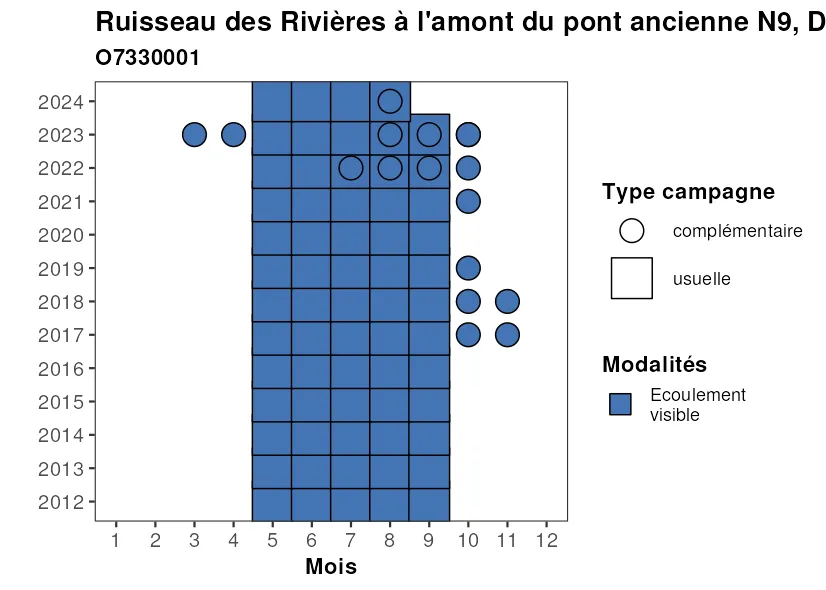 Ruisseau des Rivières à l'amont du pont ancienne N9, D
O7330001
2024
2023
2022
2021
2020
2019
2018
2017
2016
2015
2014
2013
2012
1 2 3 4 5 6 7 8 9 10 11 12
Mois
Type campagne
complémentaire
usuelle
Modalités
Ecoulement
visible